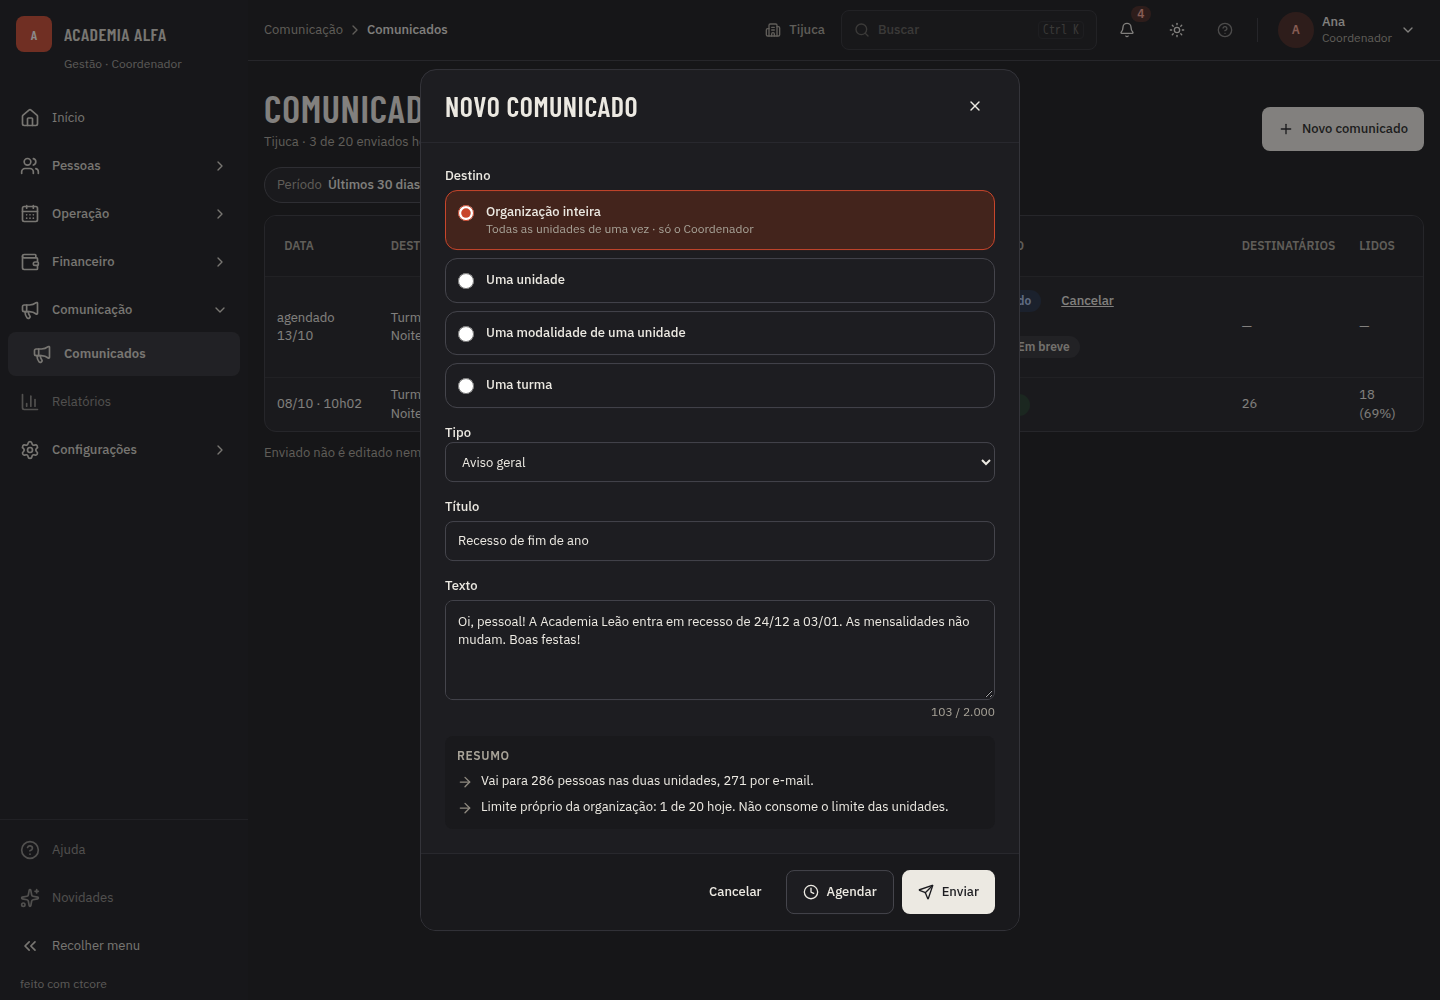 A
ACADEMIA ALFA
Gestão · Coordenador
Início
Pessoas
Operação
Financeiro
Comunicação
Comunicados
Relatórios
Configurações
Ajuda
Novidades
Recolher menu
feito com ctcore
Comunicação
Comunicados
Tijuca
Buscar
Ctrl K
4
A
Ana
Coordenador
Tijuca · 3 de 20 enviados
Novo comunicado
Período Últimos 30 dias
DATA
DESTINATÁRIOS
LIDOS
agendado
13/10
Noite
Cancelar
Em breve
—
—
08/10 · 10h02
Noite
26
18
(69%)
Enviado não é editado nem
NOVO COMUNICADO
Destino
Organização inteira
Todas as unidades de uma vez · só o Coordenador
Uma unidade
Uma modalidade de uma unidade
Uma turma
Tipo
Aviso geral
Título
Recesso de fim de ano
Texto
Oi, pessoal! A Academia Leão entra em recesso de 24/12 a 03/01. As mensalidades não
mudam. Boas festas!
103 / 2.000
RESUMO
Vai para 286 pessoas nas duas unidades, 271 por e-mail.
Limite próprio da organização: 1 de 20 hoje. Não consome o limite das unidades.
Cancelar
Agendar
Enviar